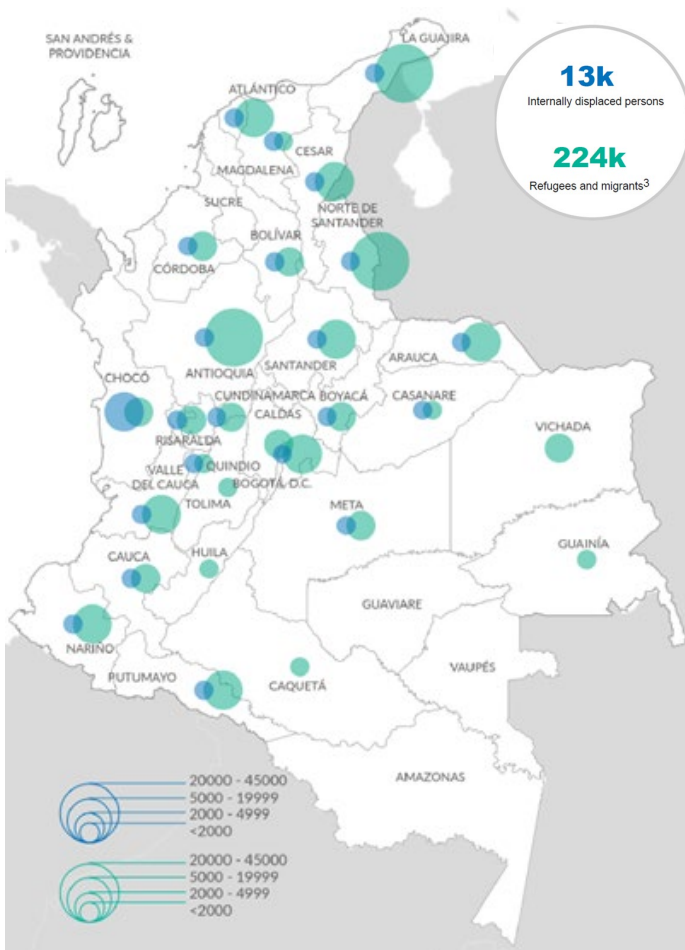 SAN ANDRÉS &
PROVIDENCIA
LA GUAJIRA
13k
Internally displaced persons
224k
Refugees and migrants3
ATLÁNTICO
CESAR
MAGDALENA
SUCRE
NORTE DE
SANTANDER
BOLÍVAR
CÓRDOBA
SANTANDER
ARAUCA
ANTIOQUIA
CHOCÓ
CUNDINAMARCA
BOYACÁ
CASANARE
CALDAS
RISARALDA
VICHADA
VALLE
DEL CAUCA
QUINDIO
BOGOTÁ, D.C.
TOLIMA
META
CAUCA
HUILA
GUAINÍA
GUAVIARE
NARIÑO
PUTUMAYO
CAQUETÁ
VAUPÉS
AMAZONAS
20000 - 45000
5000 - 19999
2000 - 4999
<2000
20000 - 45000
5000 - 19999
2000 - 4999
<2000